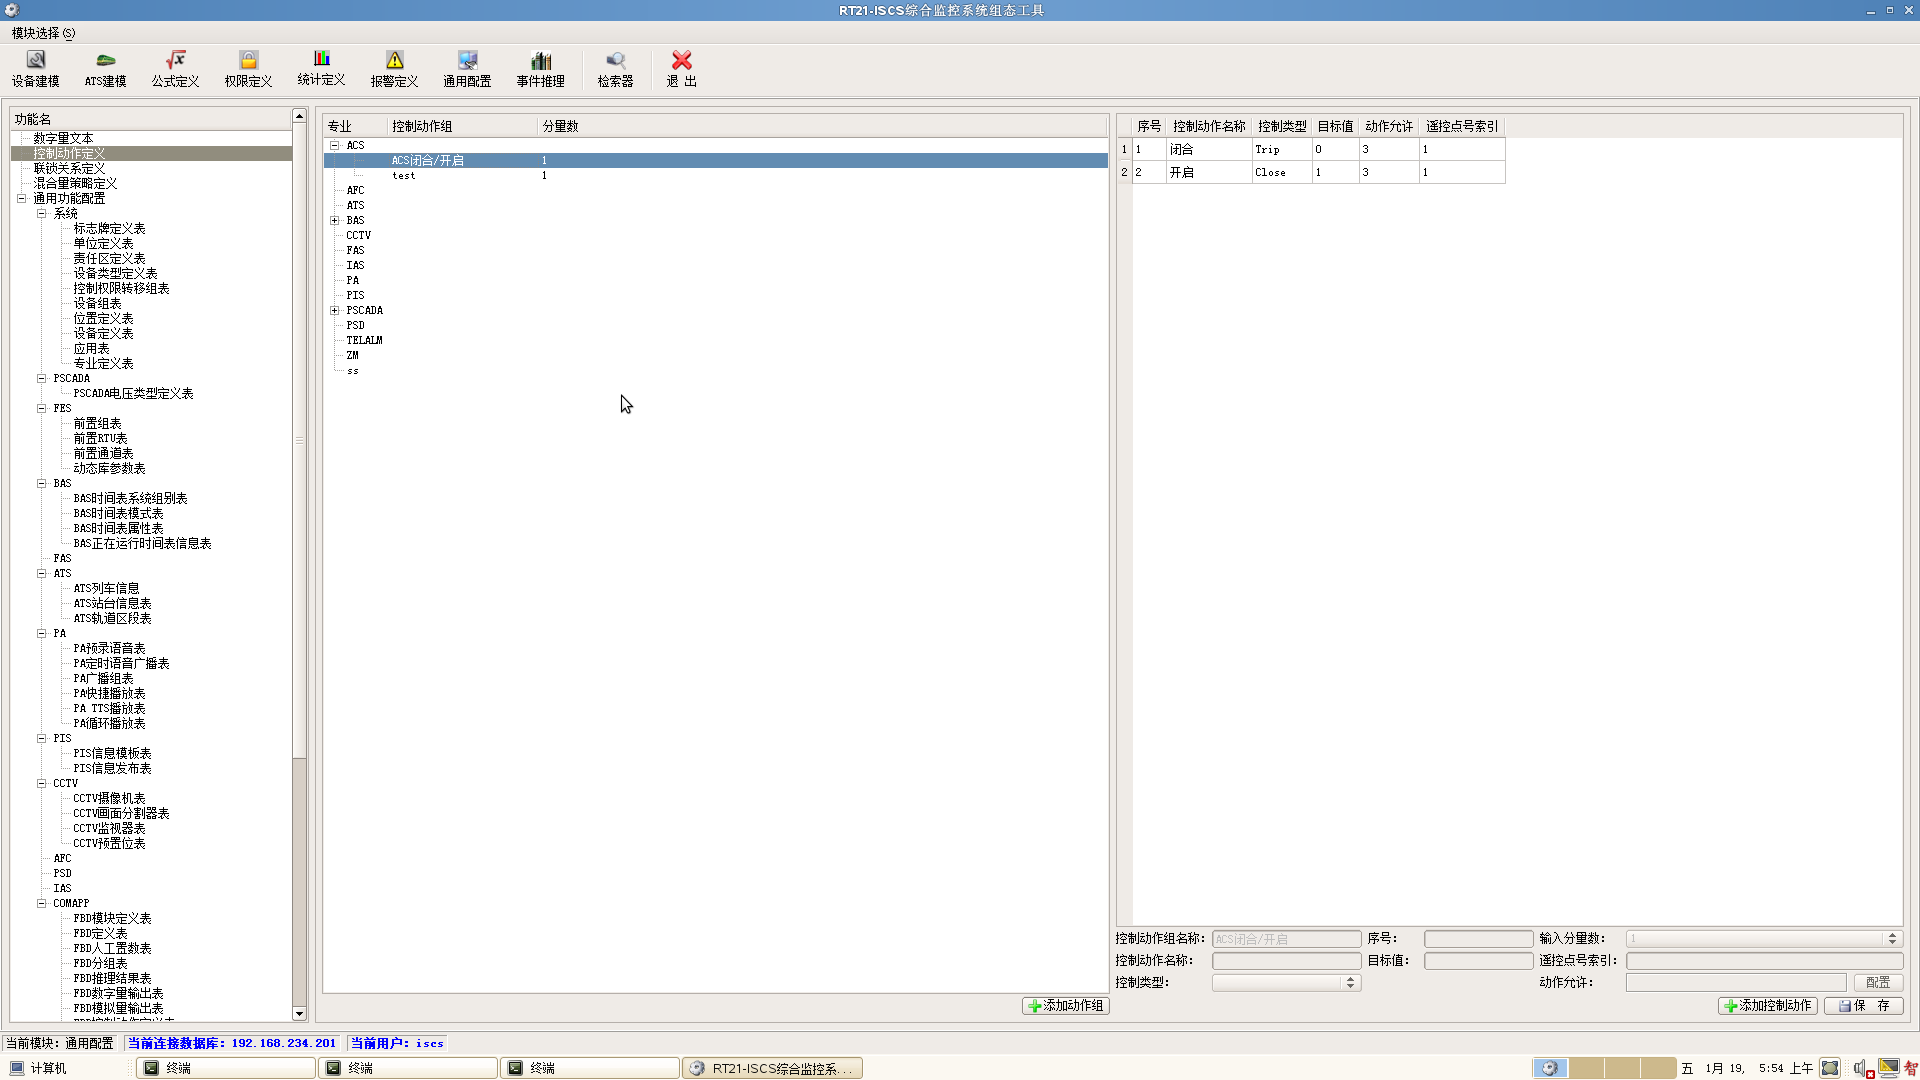 RT21-ISCS综合监控系统组态工具
模块选择 (S)
设备建模 ATS建模 公式定义 权限定义 统计定义 报警定义 通用配置 事件推理 检索器 退 出
功能名
数字量文本
控制动作定义
联锁关系定义
混合量策略定义
通用功能配置
系统
标志牌定义表
单位定义表
责任区定义表
设备类型定义表
控制权限转移组表
设备组表
位置定义表
设备定义表
应用表
专业定义表
PSCADA
PSCADA电压类型定义表
FES
前置组表
前置RTU表
前置通道表
动态库参数表
BAS
BAS时间表系统组别表
BAS时间表模式表
BAS时间表属性表
BAS正在运行时间表信息表
FAS
ATS
ATS列车信息
ATS站台信息表
ATS轨道区段表
PA
PA预录语音表
PA定时语音广播表
PA广播组表
PA快捷播放表
PA TTS播放表
PA循环播放表
PIS
PIS信息模板表
PIS信息发布表
CCTV
CCTV摄像机表
CCTV画面分割器表
CCTV监视器表
CCTV预置位表
AFC
PSD
IAS
COMAPP
FBD模块定义表
FBD定义表
FBD人工置数表
FBD分组表
FBD推理结果表
FBD数字量输出表
FBD模拟量输出表
专业 控制动作组 分量数
ACS
ACS闭合/开启 1
test 1
AFC
ATS
BAS
CCTV
FAS
IAS
PA
PIS
PSCADA
PSD
TELALM
ZM
ss
添加动作组
序号 控制动作名称 控制类型 目标值 动作允许 遥控点号索引
1 1 闭合 Trip 0 3 1
2 2 开启 Close 1 3 1
控制动作组名称: ACS闭合/开启 序号: 输入分量数: 1
控制动作名称: 目标值: 遥控点号索引:
控制类型: 动作允许: 配置
添加控制动作 保 存
当前模块: 通用配置 当前连接数据库: 192.168.234.201 当前用户: iscs
计算机 终端 终端 终端 RT21-ISCS综合监控系... 五 1月 19, 5:54 上午 智